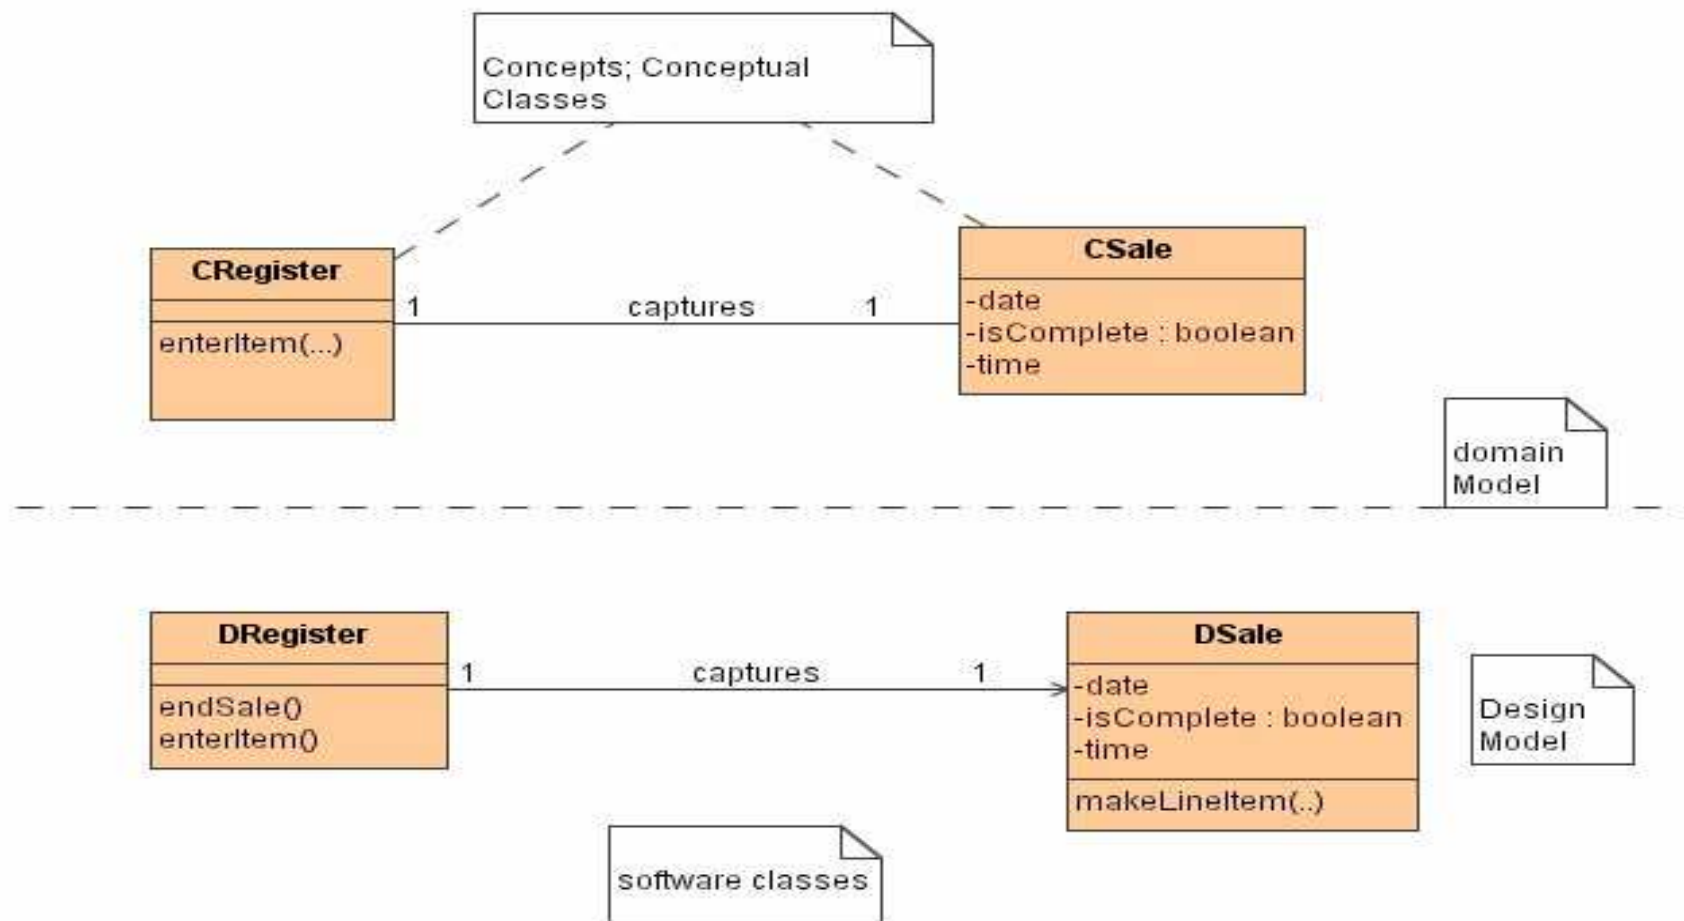 Concepts; Conceptual
Classes
CRegister
enterItem(...)
1
captures
1
CSale
-date
-isComplete : boolean
-time
domain
Model
DRegister
endSale()
enterItem()
1
captures
1
DSale
-date
-isComplete : boolean
-time
makeLineItem(..)
Design
Model
software classes